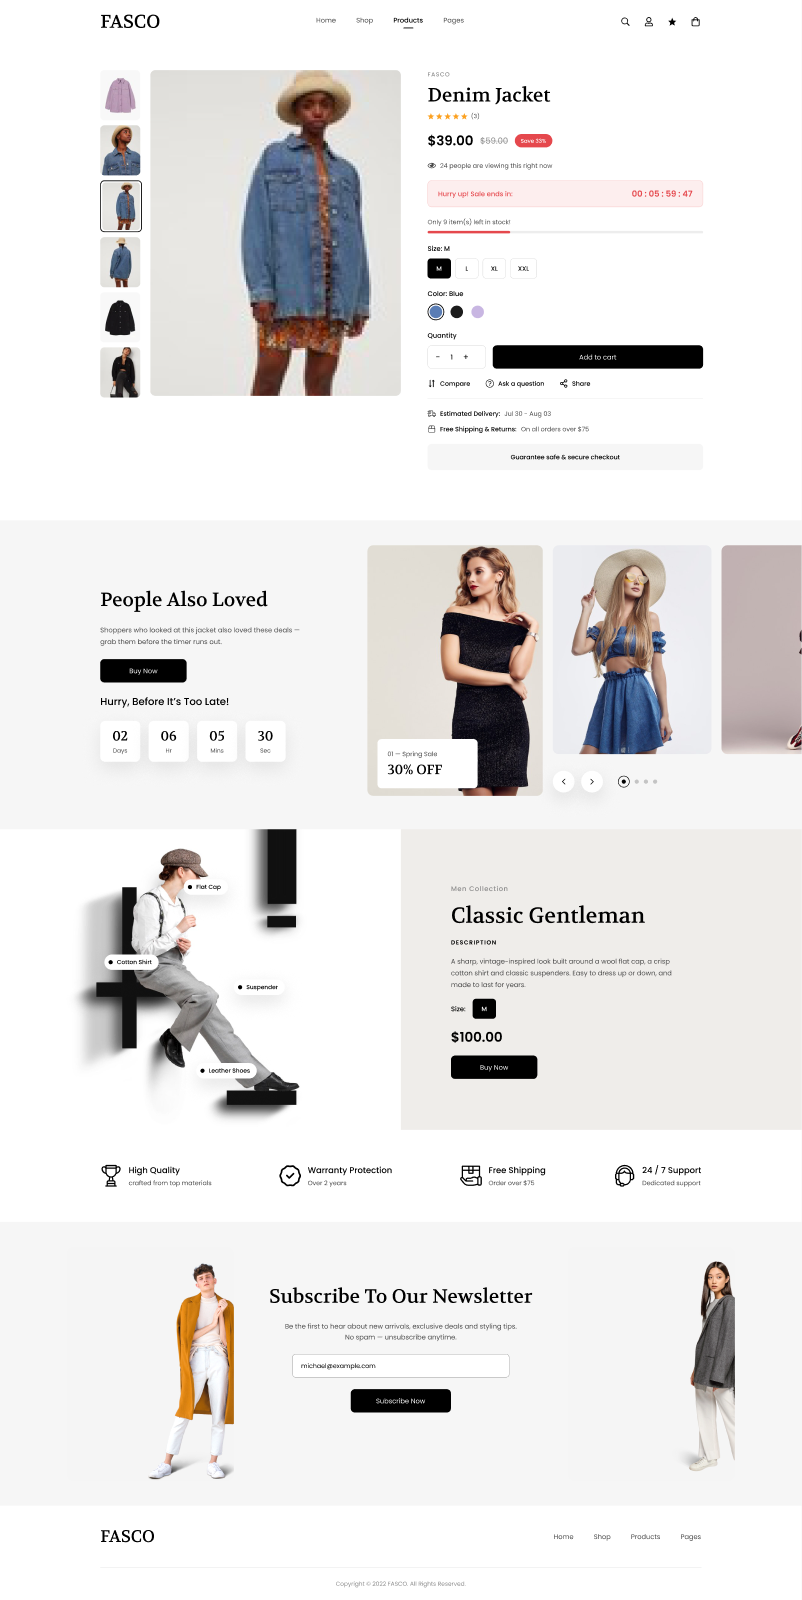 FASCO
Home Shop Products Pages
FASCO
Denim Jacket
(3)
$39.00 $59.00 Save 33%
24 people are viewing this right now
Hurry up! Sale ends in: 00 : 05 : 59 : 47
Only 9 item(s) left in stock!
Size: M
M L XL XXL
Color: Blue
Quantity
- 1 + Add to cart
Compare Ask a question Share
Estimated Delivery: Jul 30 - Aug 03
Free Shipping & Returns: On all orders over $75
Guarantee safe & secure checkout
People Also Loved
Shoppers who looked at this jacket also loved these deals —
grab them before the timer runs out.
Buy Now
Hurry, Before It's Too Late!
02 06 05 30
Days Hr Mins Sec
01 — Spring Sale
30% OFF
Flat Cap
Cotton Shirt
Suspender
Leather Shoes
Men Collection
Classic Gentleman
DESCRIPTION
A sharp, vintage-inspired look built around a wool flat cap, a crisp
cotton shirt and classic suspenders. Easy to dress up or down, and
made to last for years.
Size: M
$100.00
Buy Now
High Quality
crafted from top materials
Warranty Protection
Over 2 years
Free Shipping
Order over $75
24 / 7 Support
Dedicated support
Subscribe To Our Newsletter
Be the first to hear about new arrivals, exclusive deals and styling tips.
No spam — unsubscribe anytime.
michael@example.com
Subscribe Now
FASCO
Home Shop Products Pages
Copyright © 2022 FASCO. All Rights Reserved.